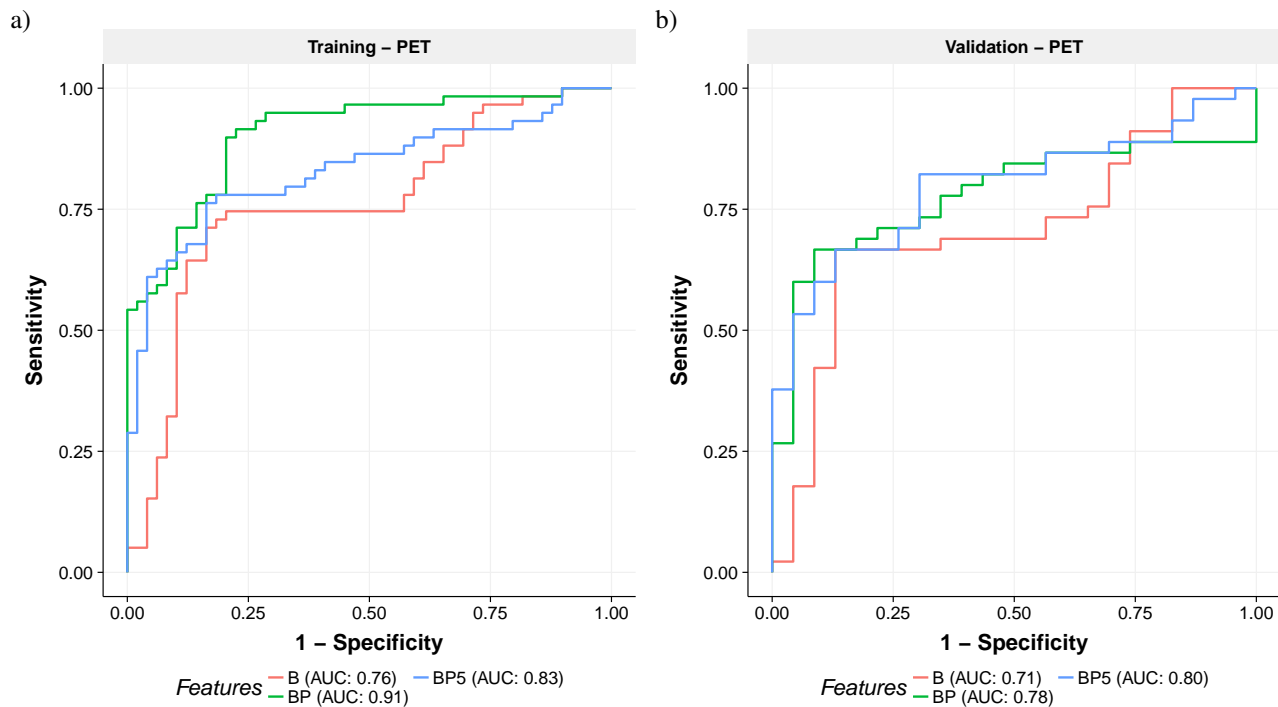 a)
Training – PET
1.00
0.75
0.50
0.25
0.00
Sensitivity
0.00 0.25 0.50 0.75 1.00
1 – Specificity
Features
B (AUC: 0.76) BP5 (AUC: 0.83)
BP (AUC: 0.91)
b)
Validation – PET
1.00
0.75
0.50
0.25
0.00
Sensitivity
0.00 0.25 0.50 0.75 1.00
1 – Specificity
Features
B (AUC: 0.71) BP5 (AUC: 0.80)
BP (AUC: 0.78)